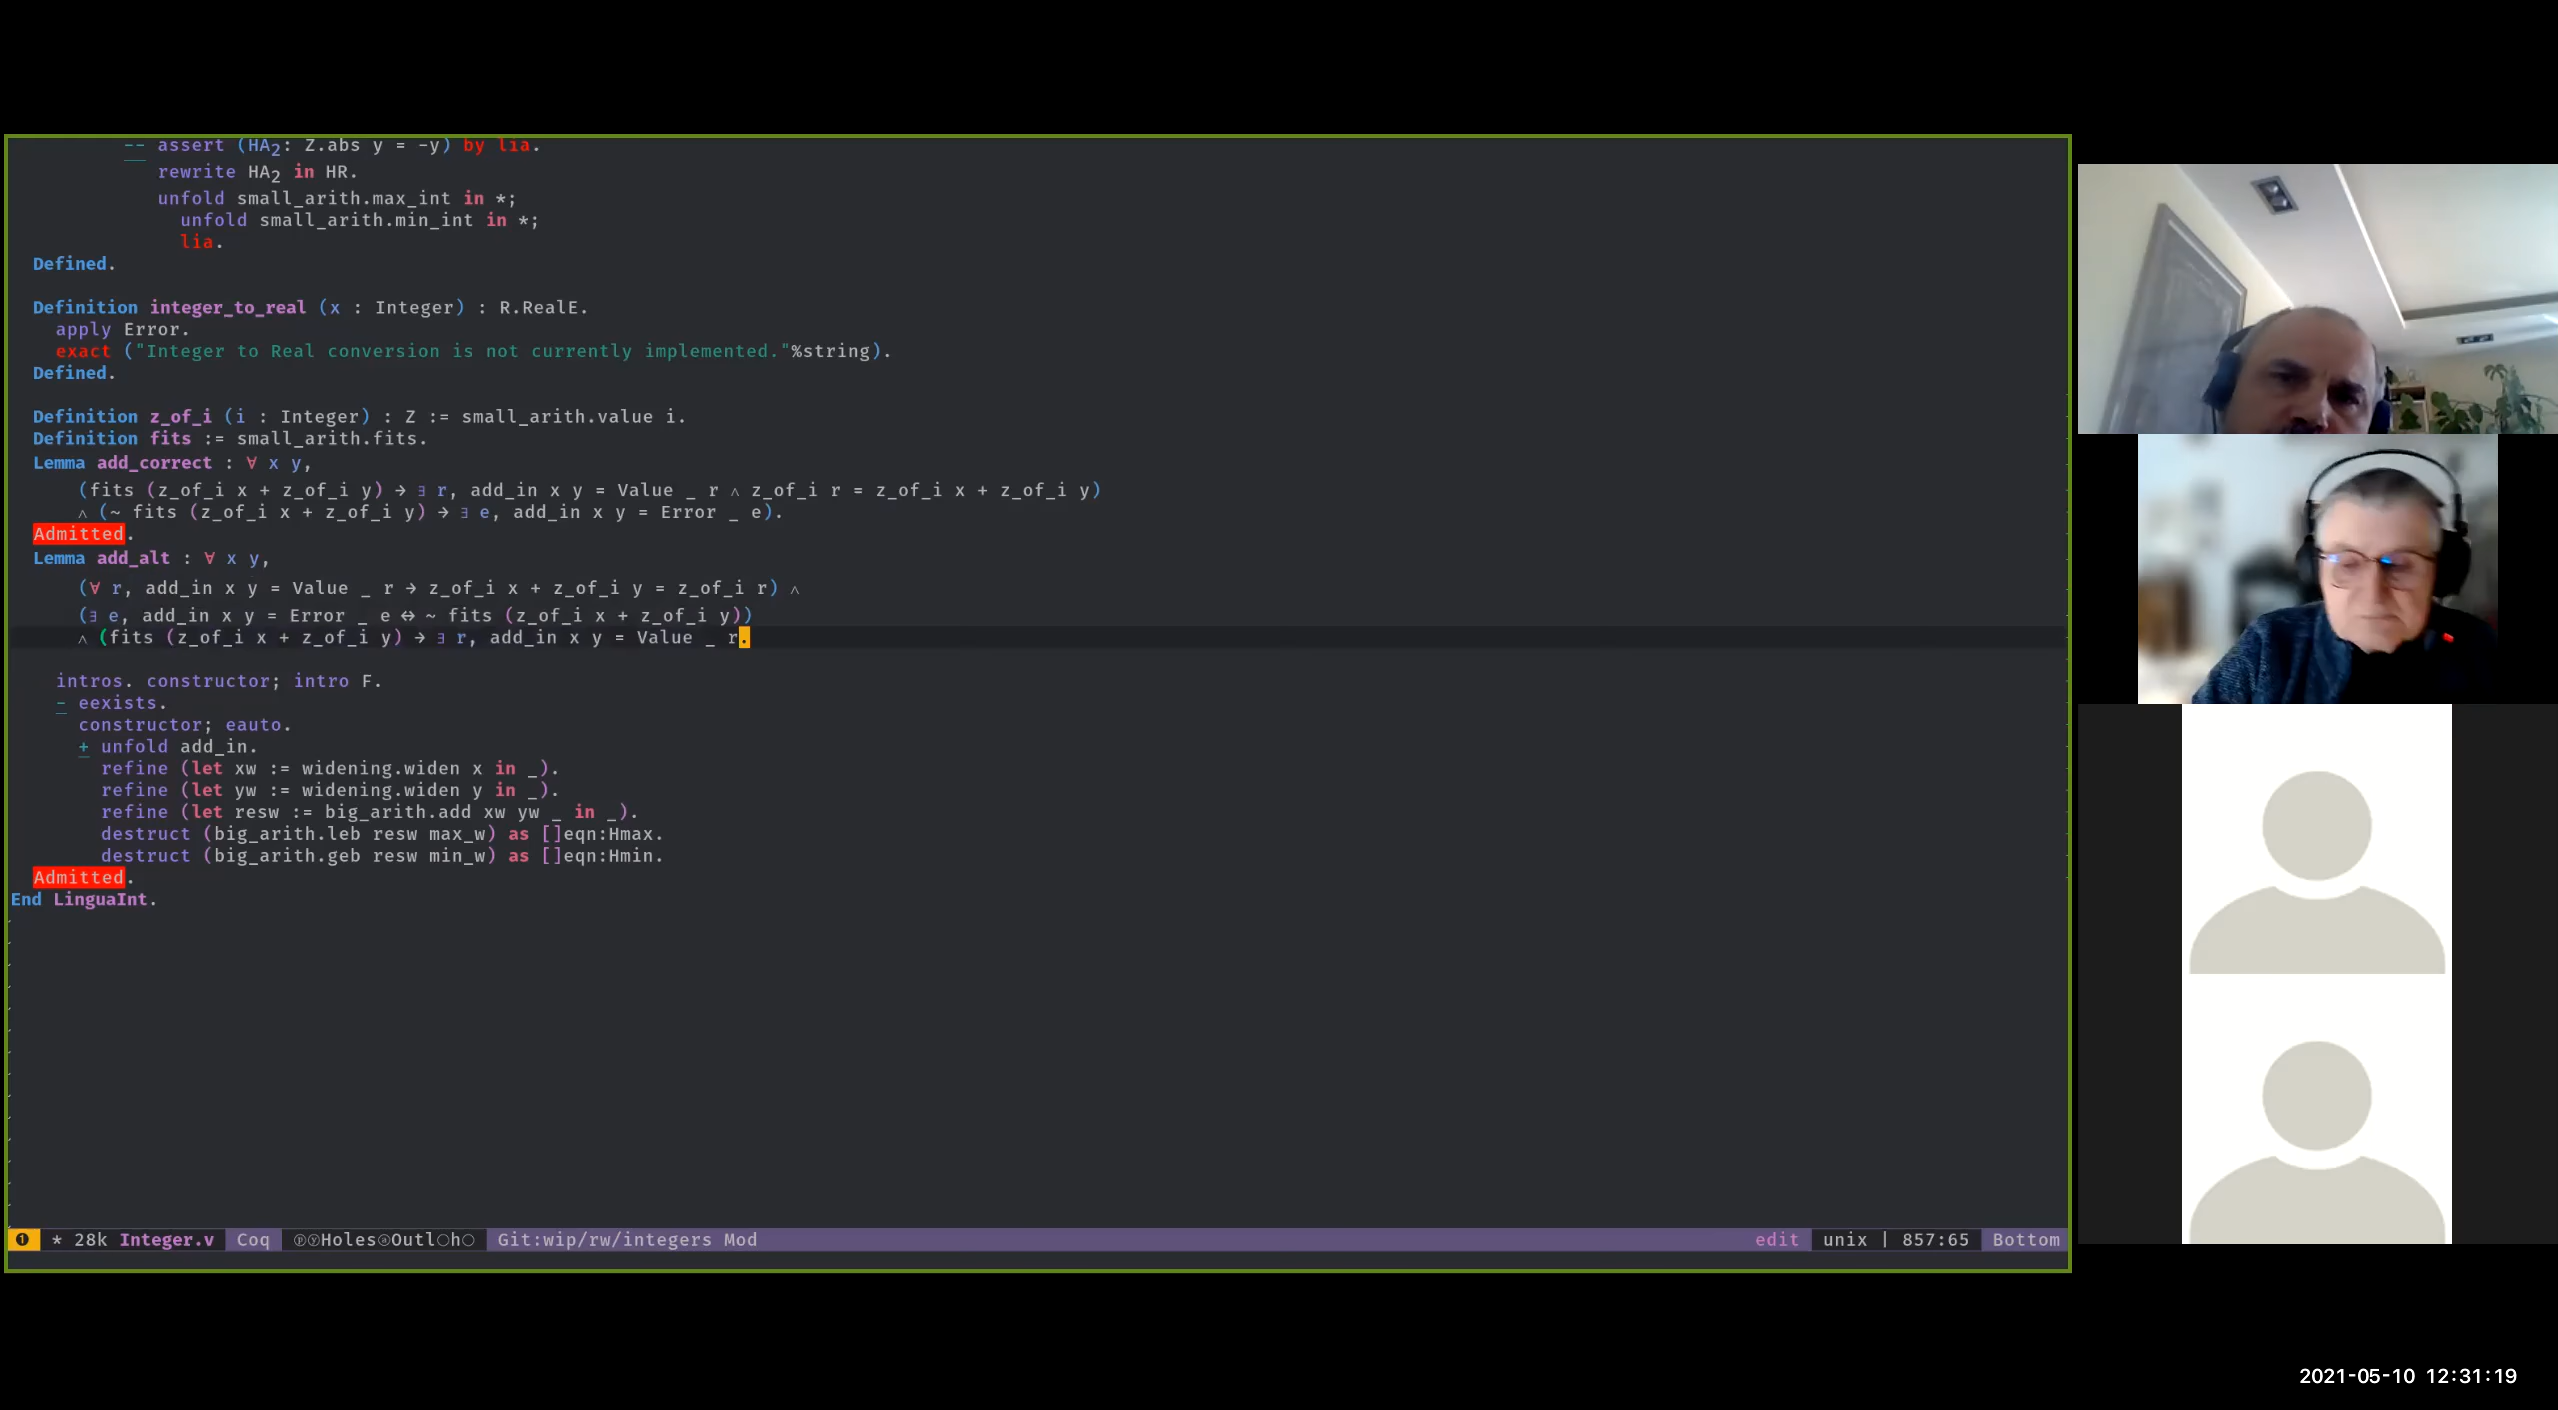 -- assert (HA₂: Z.abs y = -y) by lia.
rewrite HA₂ in HR.
unfold small_arith.max_int in *;
unfold small_arith.min_int in *;
lia.
Defined.
Definition integer_to_real (x : Integer) : R.RealE.
apply Error.
exact ("Integer to Real conversion is not currently implemented."%string).
Defined.
Definition z_of_i (i : Integer) : Z := small_arith.value i.
Definition fits := small_arith.fits.
Lemma add_correct : ∀ x y,
(fits (z_of_i x + z_of_i y) → ∃ r, add_in x y = Value _ r ∧ z_of_i r = z_of_i x + z_of_i y)
∧ (~ fits (z_of_i x + z_of_i y) → ∃ e, add_in x y = Error _ e).
Admitted.
Lemma add_alt : ∀ x y,
(∀ r, add_in x y = Value _ r → z_of_i x + z_of_i y = z_of_i r) ∧
(∃ e, add_in x y = Error _ e ↔ ~ fits (z_of_i x + z_of_i y))
∧ (fits (z_of_i x + z_of_i y) → ∃ r, add_in x y = Value _ r.
intros. constructor; intro F.
- eexists.
constructor; eauto.
+ unfold add_in.
refine (let xw := widening.widen x in _).
refine (let yw := widening.widen y in _).
refine (let resw := big_arith.add xw yw _ in _).
destruct (big_arith.leb resw max_w) as []eqn:Hmax.
destruct (big_arith.geb resw min_w) as []eqn:Hmin.
Admitted.
End LinguaInt.
❶ * 28k Integer.v Coq ⓟⓨHolesⓐOutl○h○ Git:wip/rw/integers Mod edit unix | 857:65 Bottom
2021-05-10 12:31:19